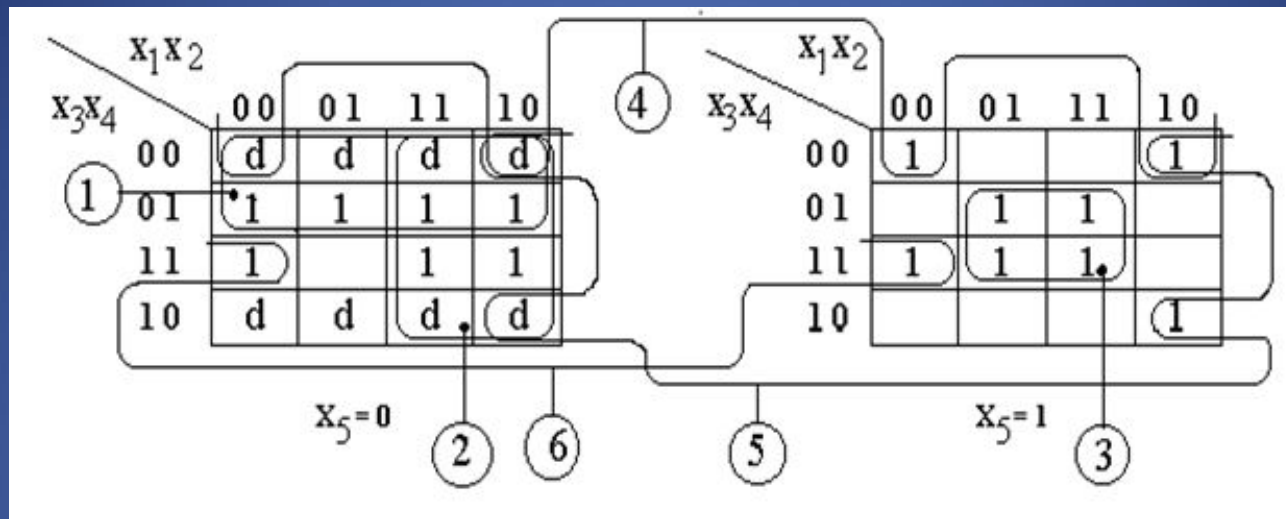 x1x2 4 x1x2
x3x4 00 01 11 10 x3x4 00 01 11 10
00 d d d d 00 1 1
1 01 1 1 1 1 01 1 1
11 1 1 1 11 1 1 1
10 d d d d 10 1
x5=0 2 6 5 x5=1 3